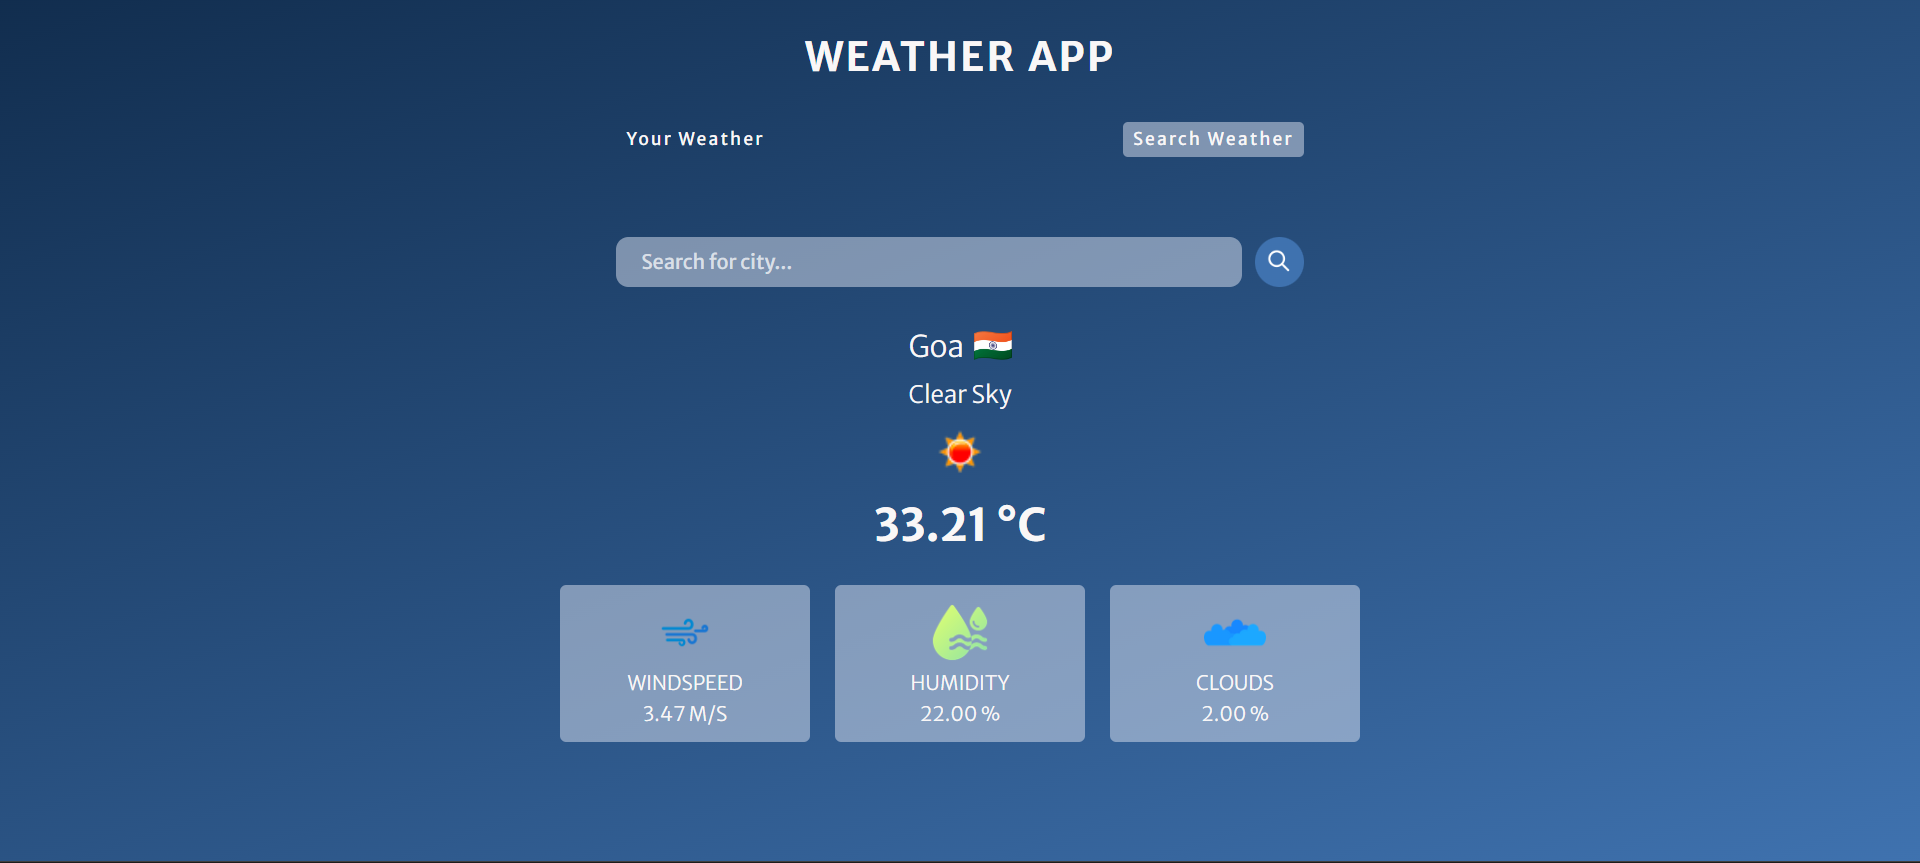 WEATHER APP
Your Weather
Search Weather
Search for city...
Goa
Clear Sky
33.21 °C
WINDSPEED
3.47 M/S
HUMIDITY
22.00 %
CLOUDS
2.00 %